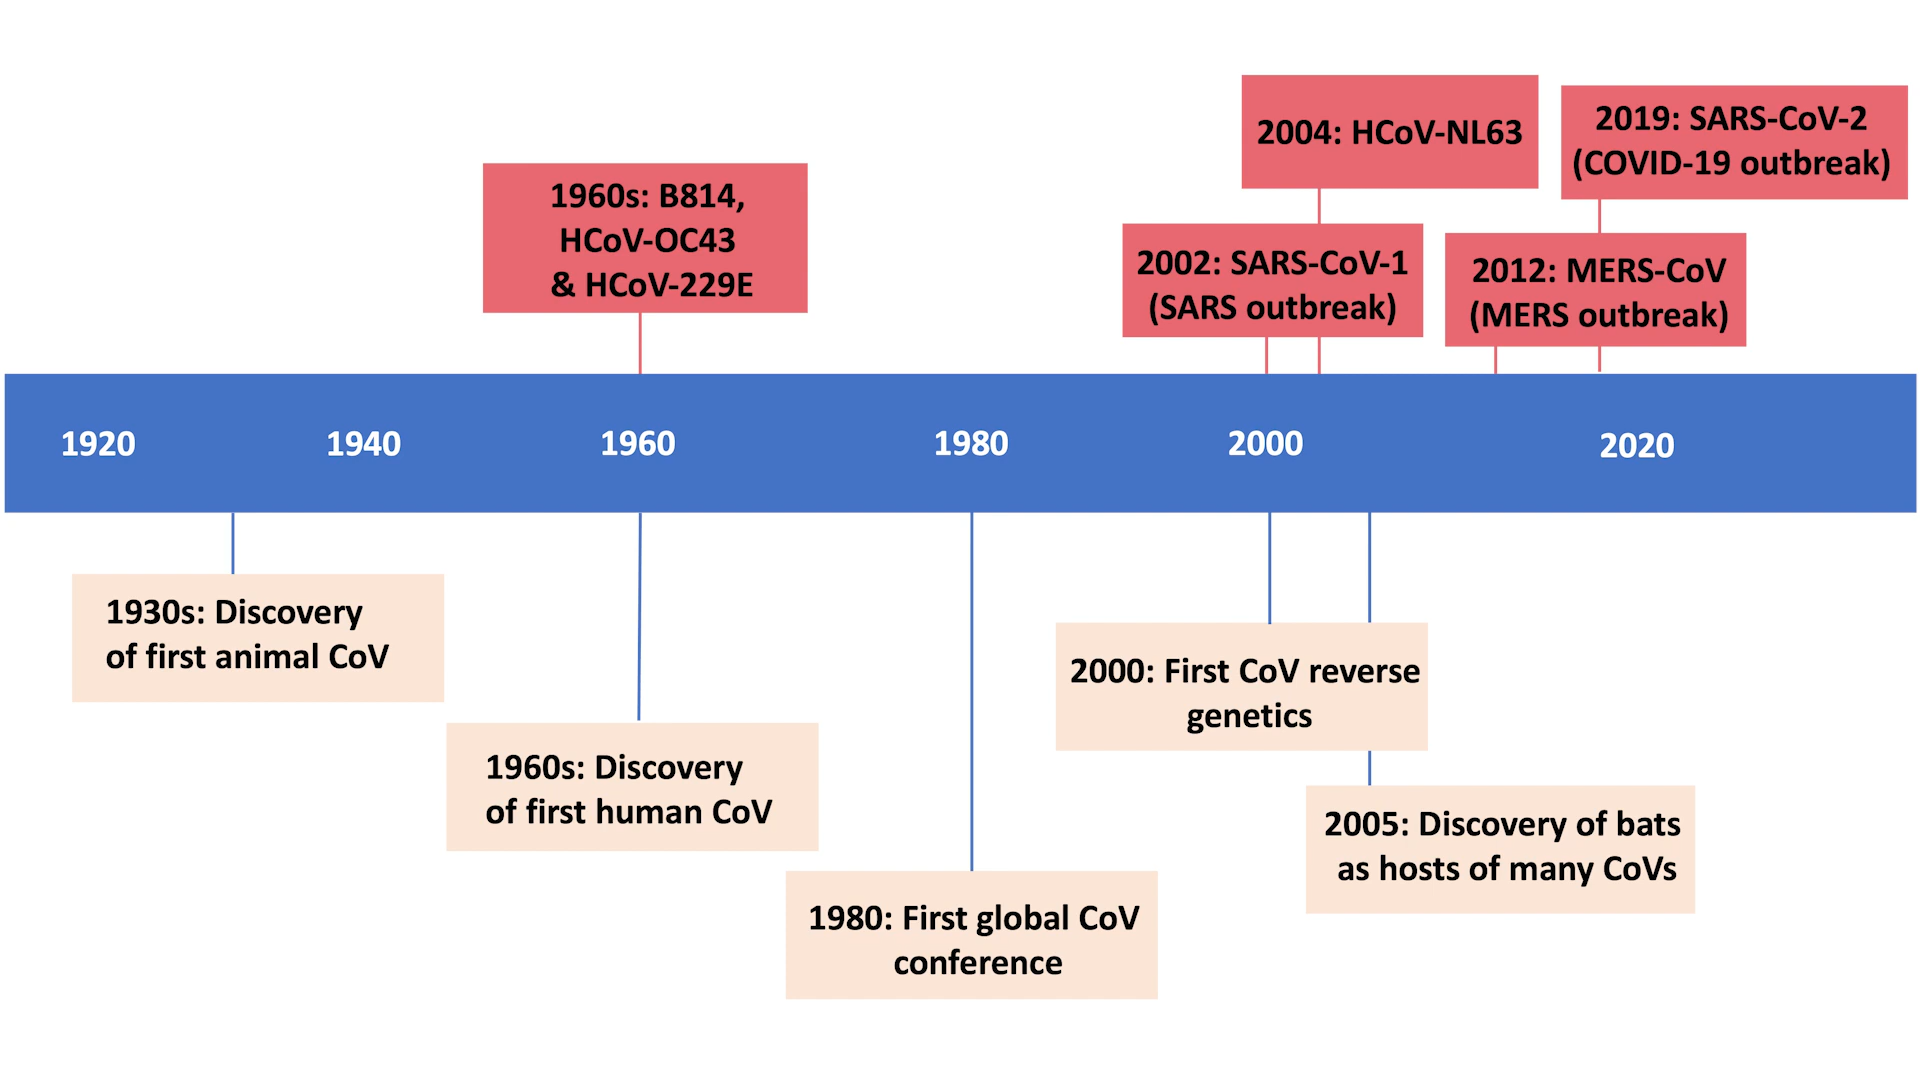 1960s: B814,
HCoV-OC43
& HCoV-229E
2004: HCoV-NL63
2019: SARS-CoV-2
(COVID-19 outbreak)
2002: SARS-CoV-1
(SARS outbreak)
2012: MERS-CoV
(MERS outbreak)
1920
1940
1960
1980
2000
2020
1930s: Discovery
of first animal CoV
1960s: Discovery
of first human CoV
1980: First global CoV
conference
2000: First CoV reverse
genetics
2005: Discovery of bats
as hosts of many CoVs